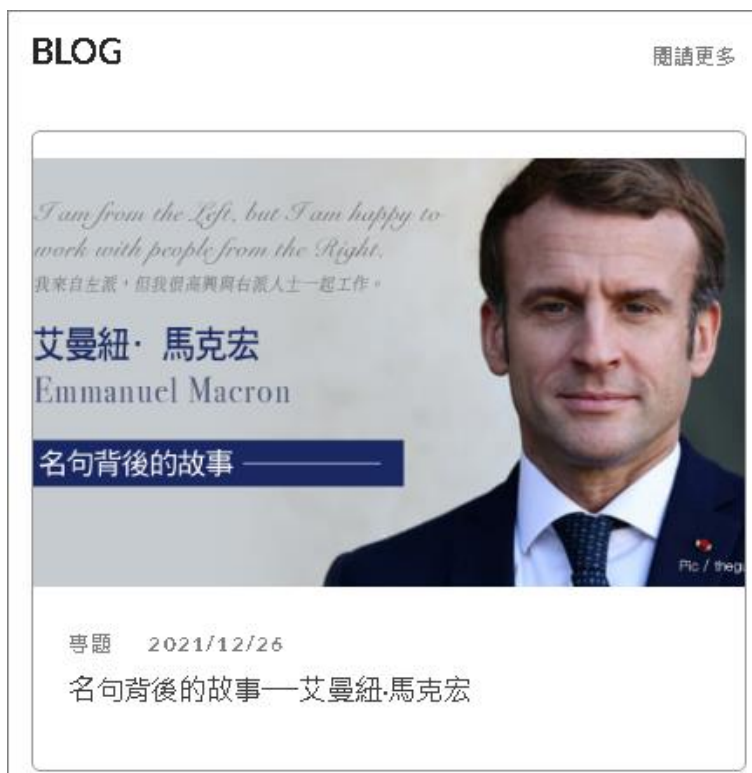 BLOG
閱讀更多
I am from the Left, but I am happy to
work with people from the Right.
我來自左派，但我很高興與右派人士一起工作。
艾曼紐· 馬克宏
Emmanuel Macron
名句背後的故事
Pic / thegu
專題 2021/12/26
名句背後的故事──艾曼紐·馬克宏